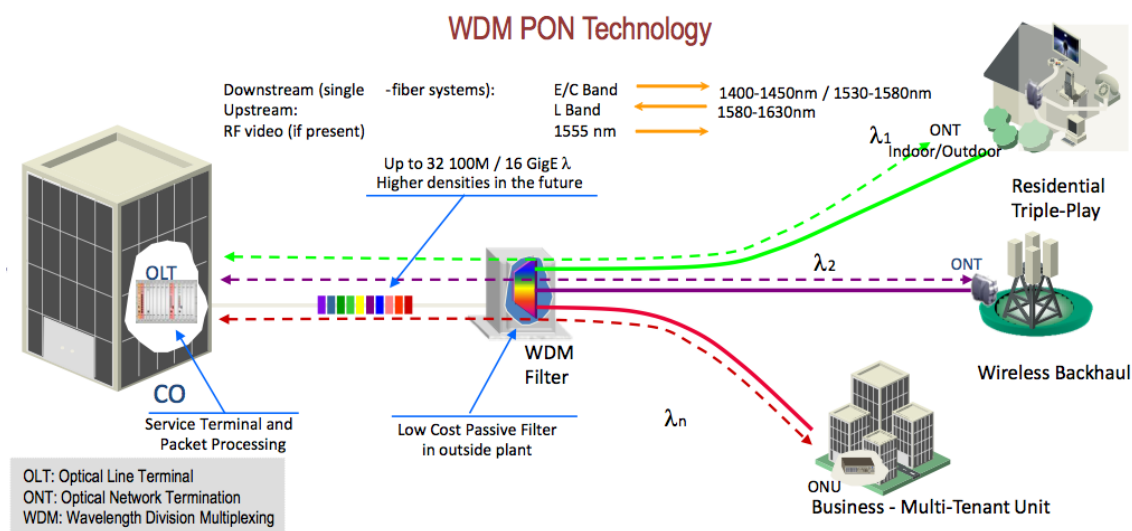 WDM PON Technology
Downstream (single -fiber systems): E/C Band 1400-1450nm / 1530-1580nm
Upstream: L Band 1580-1630nm
RF video (if present) 1555 nm
Up to 32 100M / 16 GigE λ
Higher densities in the future
λ1
ONT
Indoor/Outdoor
Residential
Triple-Play
OLT
λ2
ONT
WDM
Filter
Wireless Backhaul
CO
Service Terminal and
Packet Processing
Low Cost Passive Filter
in outside plant
λn
ONU
Business - Multi-Tenant Unit
OLT: Optical Line Terminal
ONT: Optical Network Termination
WDM: Wavelength Division Multiplexing